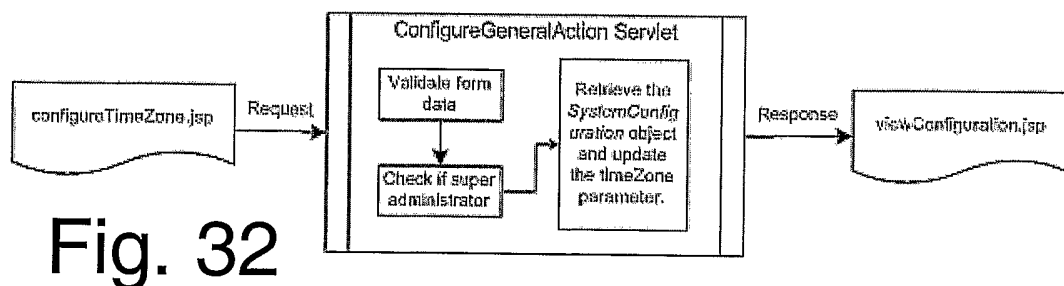 ConfigureGeneralAction Servlet
configureTimeZone.jsp
Request
Validate form
data
Check if super
administrator
Retrieve the
SystemConfig
uration object
and update
the timeZone
parameter.
Response
viewConfiguration.jsp
Fig. 32